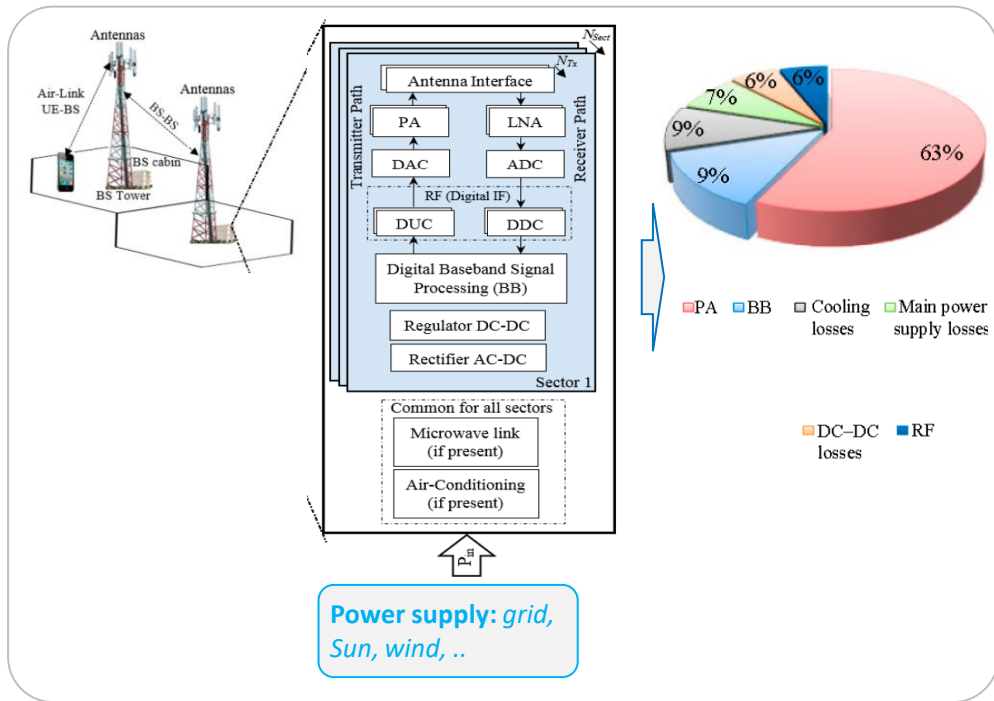 Antennas
Air-Link
UE-BS
BS-BS
Antennas
BS cabin
BS Tower
N_Sect
N_Tx
Antenna Interface
Transmitter Path
Receiver Path
PA
LNA
DAC
ADC
RF (Digital IF)
DUC
DDC
Digital Baseband Signal
Processing (BB)
Regulator DC-DC
Rectifier AC-DC
Sector 1
Common for all sectors
Microwave link
(if present)
Air-Conditioning
(if present)
P_in
Power supply: grid,
Sun, wind, ..
6%
6%
7%
9%
9%
63%
PA
BB
Cooling
losses
Main power
supply losses
DC–DC
losses
RF